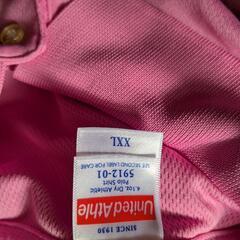 XXL
SEE SECOND LABEL FOR CARE
5912-01
Polo Shirt
4.1oz. Dry Athletic
United Athle
SINCE 1930